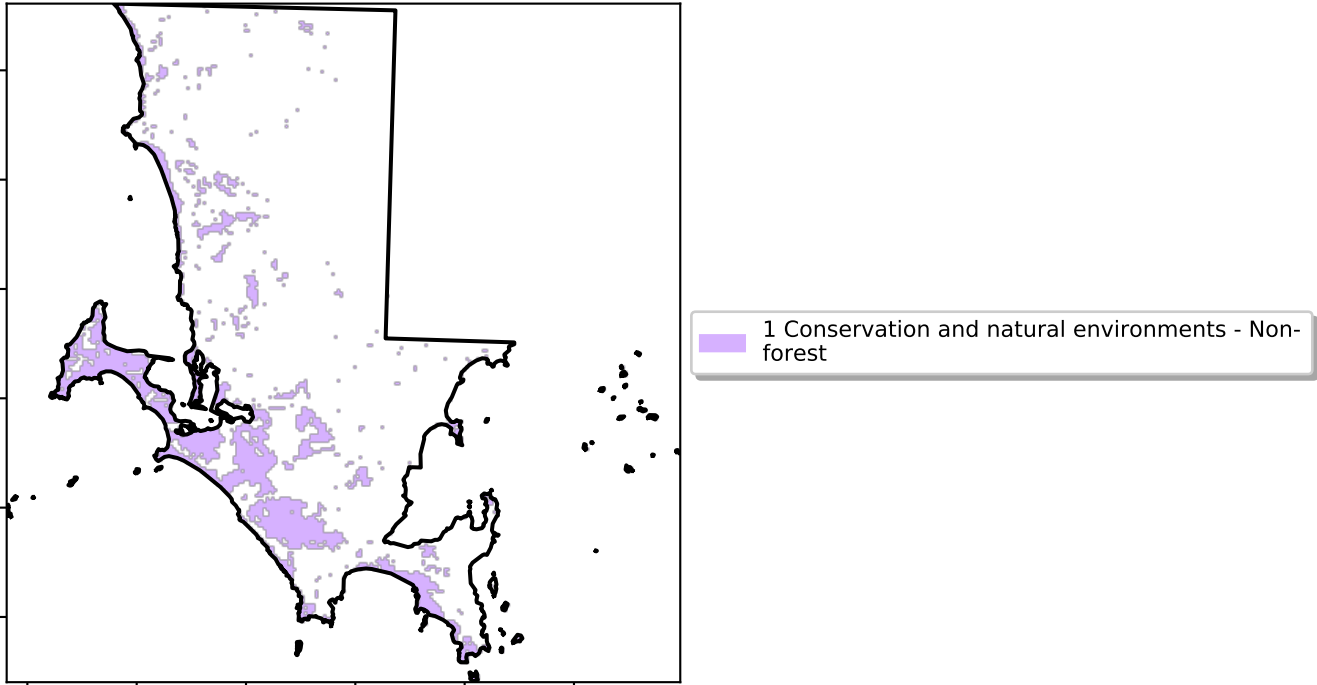 1 Conservation and natural environments - Non-
forest